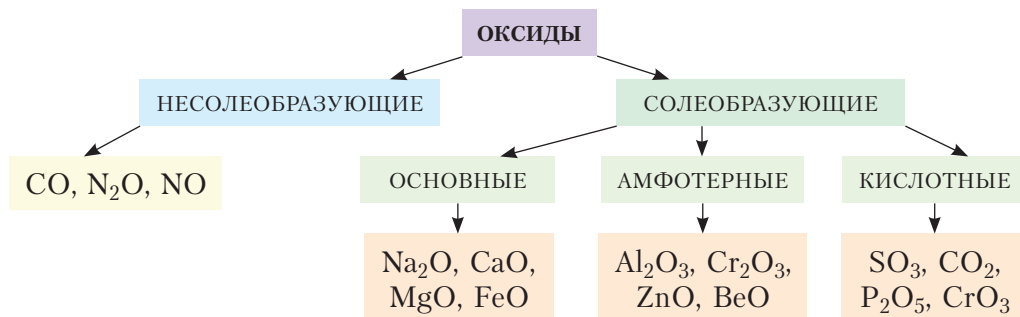 ОКСИДЫ
НЕСОЛЕОБРАЗУЮЩИЕ
СОЛЕОБРАЗУЮЩИЕ
CO, N₂O, NO
ОСНОВНЫЕ
АМФОТЕРНЫЕ
КИСЛОТНЫЕ
Na₂O, CaO,
MgO, FeO
Al₂O₃, Cr₂O₃,
ZnO, BeO
SO₃, CO₂,
P₂O₅, CrO₃